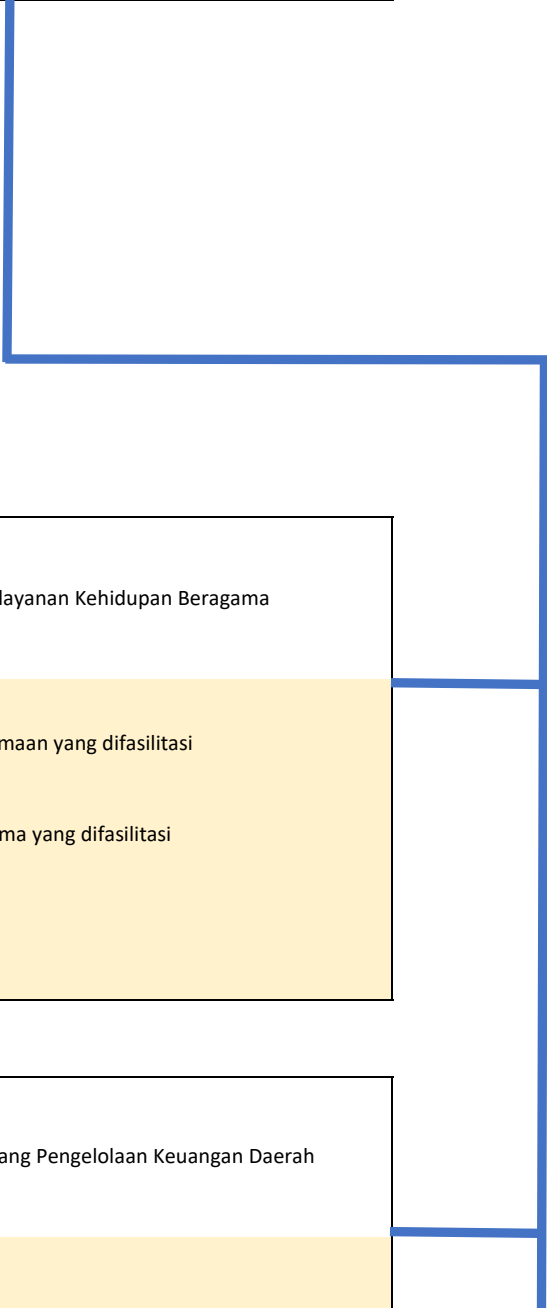 layanan Kehidupan Beragama
maan yang difasilitasi
ma yang difasilitasi
ang Pengelolaan Keuangan Daerah